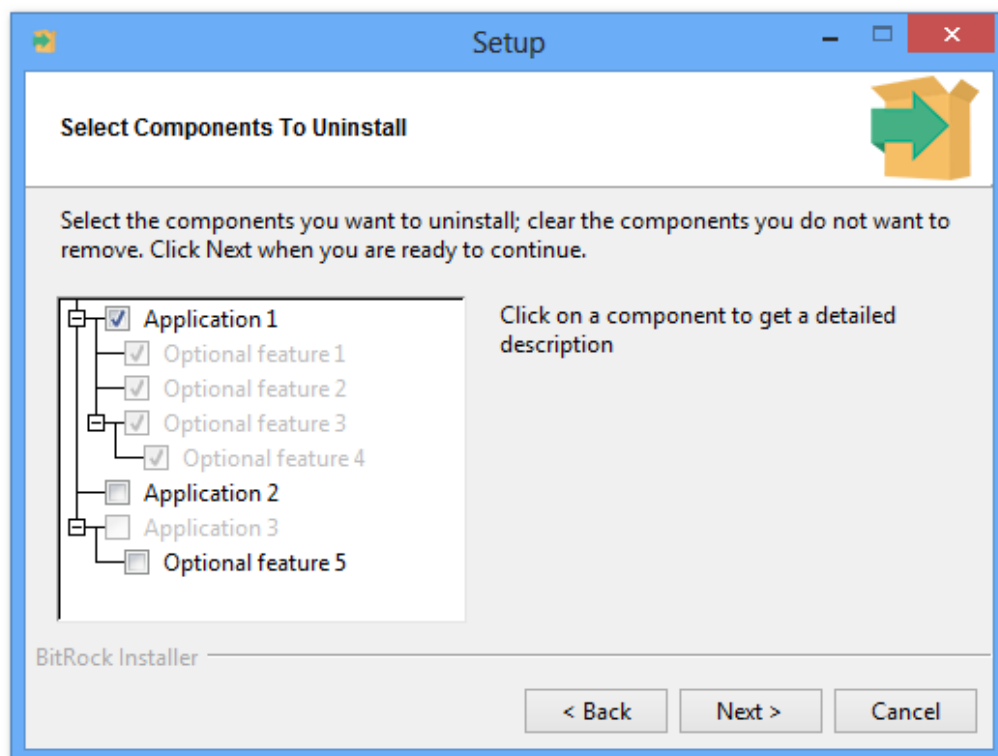 Setup
Select Components To Uninstall
Select the components you want to uninstall; clear the components you do not want to
remove. Click Next when you are ready to continue.
Application 1
Optional feature 1
Optional feature 2
Optional feature 3
Optional feature 4
Application 2
Application 3
Optional feature 5
Click on a component to get a detailed
description
BitRock Installer
< Back
Next >
Cancel